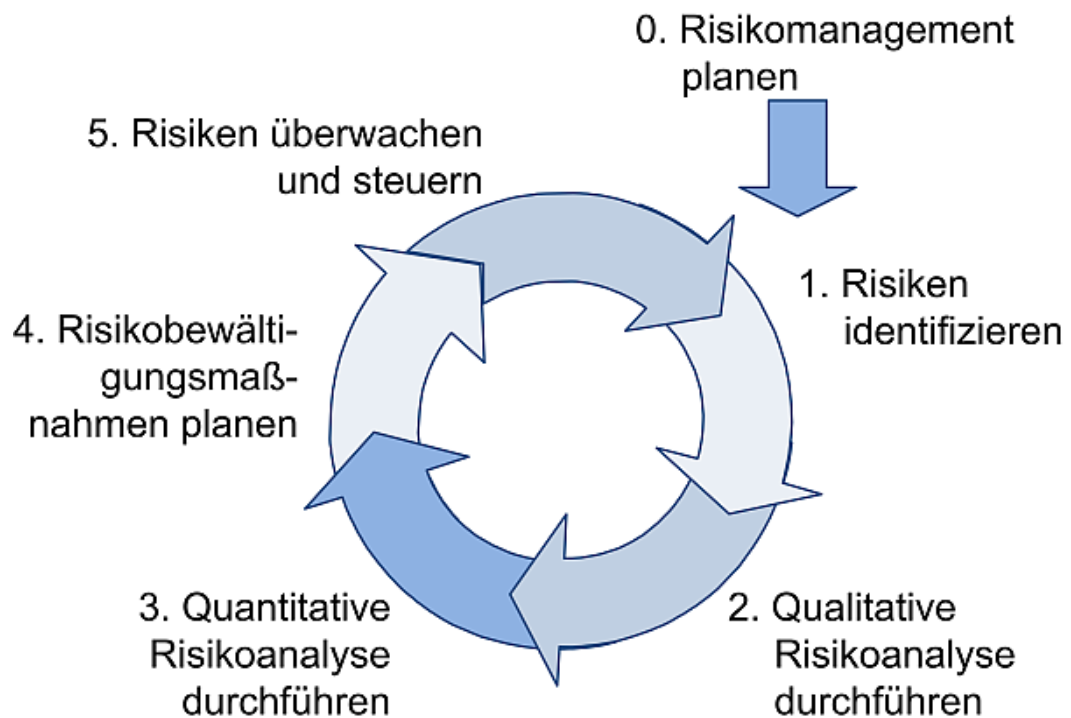 0. Risikomanagement
planen
1. Risiken
identifizieren
2. Qualitative
Risikoanalyse
durchführen
3. Quantitative
Risikoanalyse
durchführen
4. Risikobewälti-
gungsmaß-
nahmen planen
5. Risiken überwachen
und steuern